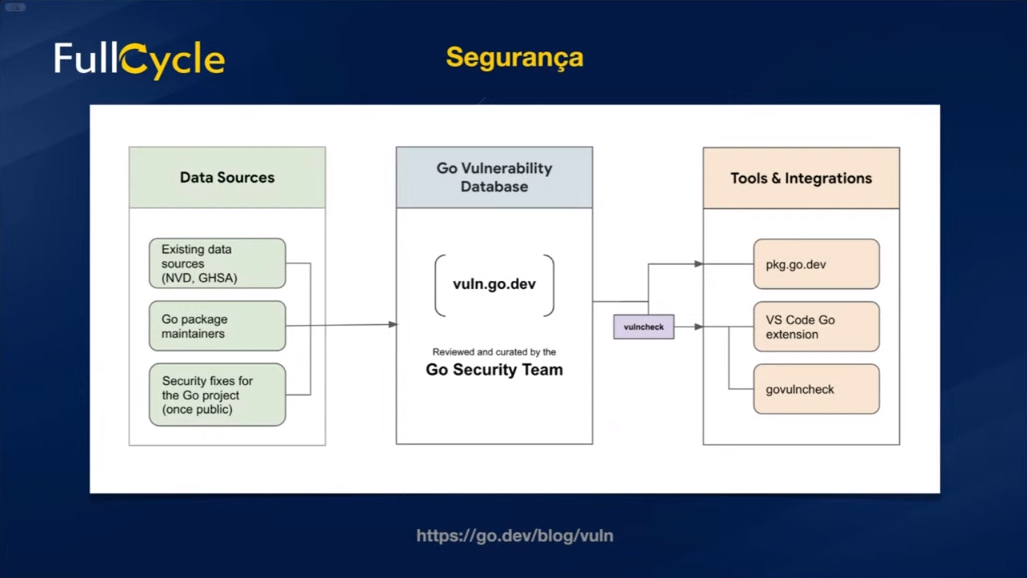 FullCycle
Segurança
Data Sources
Existing data
sources
(NVD, GHSA)
Go package
maintainers
Security fixes for
the Go project
(once public)
Go Vulnerability
Database
vuln.go.dev
Reviewed and curated by the
Go Security Team
vulncheck
Tools & Integrations
pkg.go.dev
VS Code Go
extension
govulncheck
https://go.dev/blog/vuln